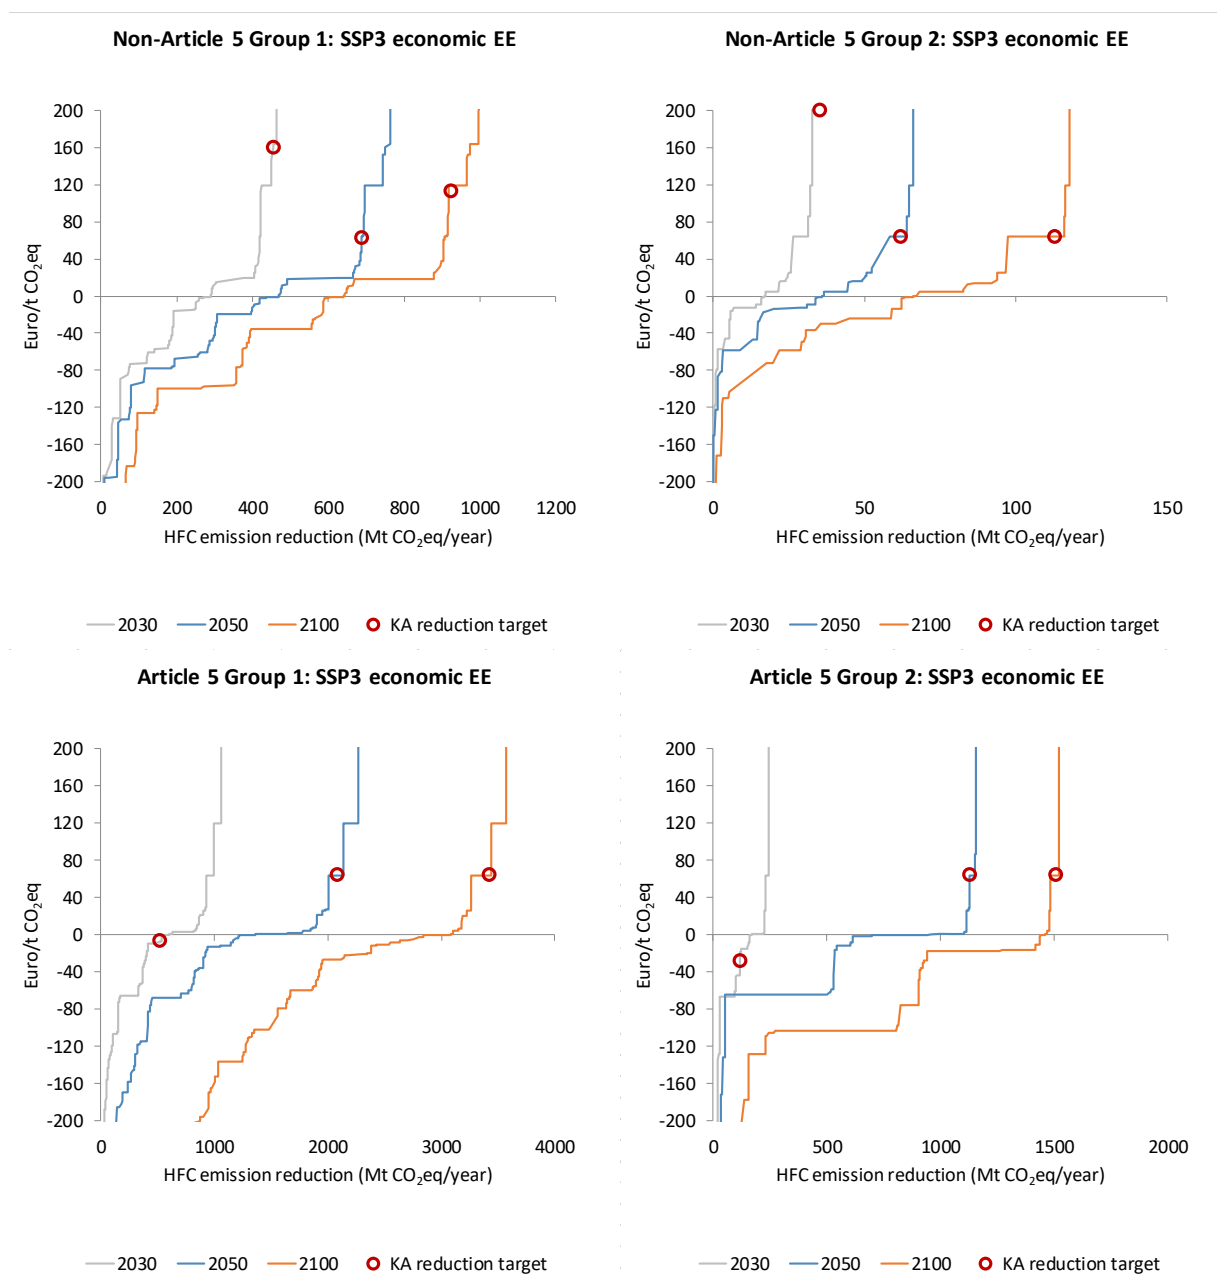 Non-Article 5 Group 1: SSP3 economic EE
Euro/t CO₂eq
200
160
120
80
40
0
-40
-80
-120
-160
-200
0 200 400 600 800 1000 1200
HFC emission reduction (Mt CO₂eq/year)
2030 2050 2100 KA reduction target
Non-Article 5 Group 2: SSP3 economic EE
Euro/t CO₂eq
200
160
120
80
40
0
-40
-80
-120
-160
-200
0 50 100 150
HFC emission reduction (Mt CO₂eq/year)
2030 2050 2100 KA reduction target
Article 5 Group 1: SSP3 economic EE
Euro/t CO₂eq
200
160
120
80
40
0
-40
-80
-120
-160
-200
0 1000 2000 3000 4000
HFC emission reduction (Mt CO₂eq/year)
2030 2050 2100 KA reduction target
Article 5 Group 2: SSP3 economic EE
Euro/t CO₂eq
200
160
120
80
40
0
-40
-80
-120
-160
-200
0 500 1000 1500 2000
HFC emission reduction (Mt CO₂eq/year)
2030 2050 2100 KA reduction target